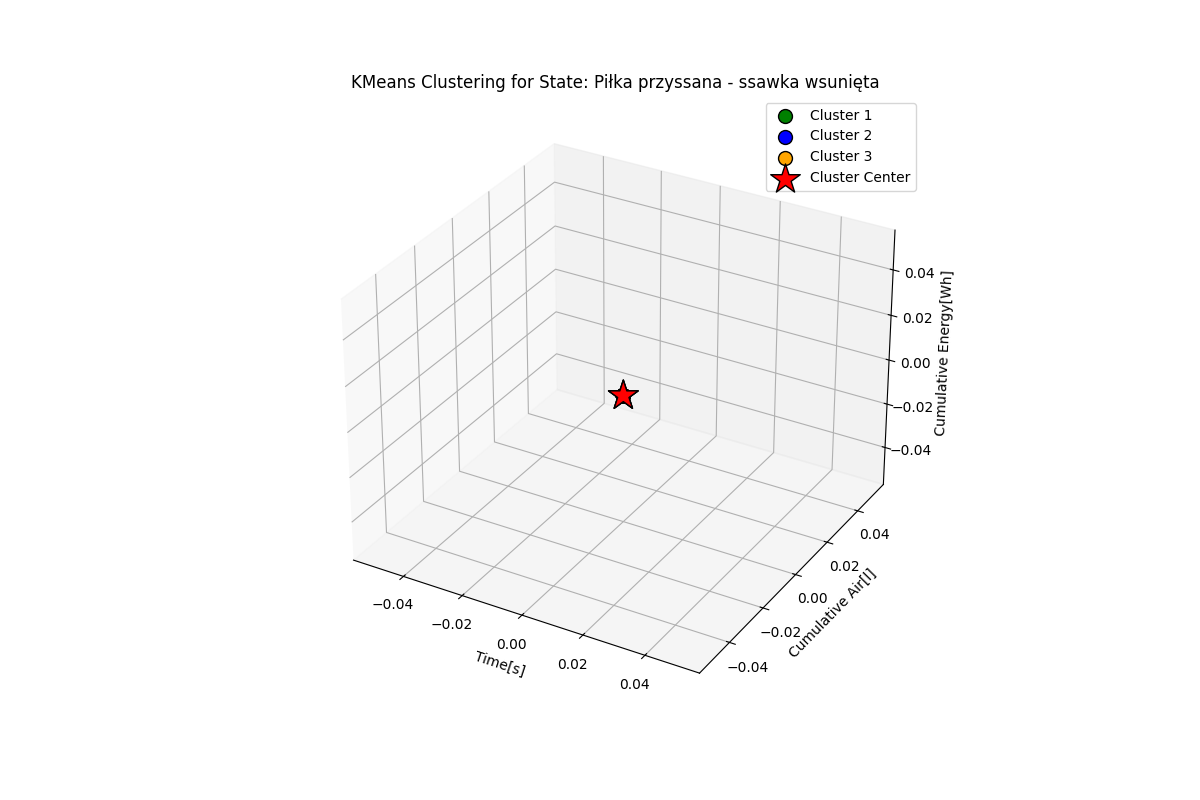 KMeans Clustering for State: Piłka przyssana - ssawka wsunięta
Cluster 1
Cluster 2
Cluster 3
Cluster Center
0.04
0.02
0.00
−0.02
−0.04
Cumulative Energy[Wh]
0.04
0.02
0.00
−0.02
−0.04
Cumulative Air[l]
−0.04
−0.02
0.00
0.02
0.04
Time[s]